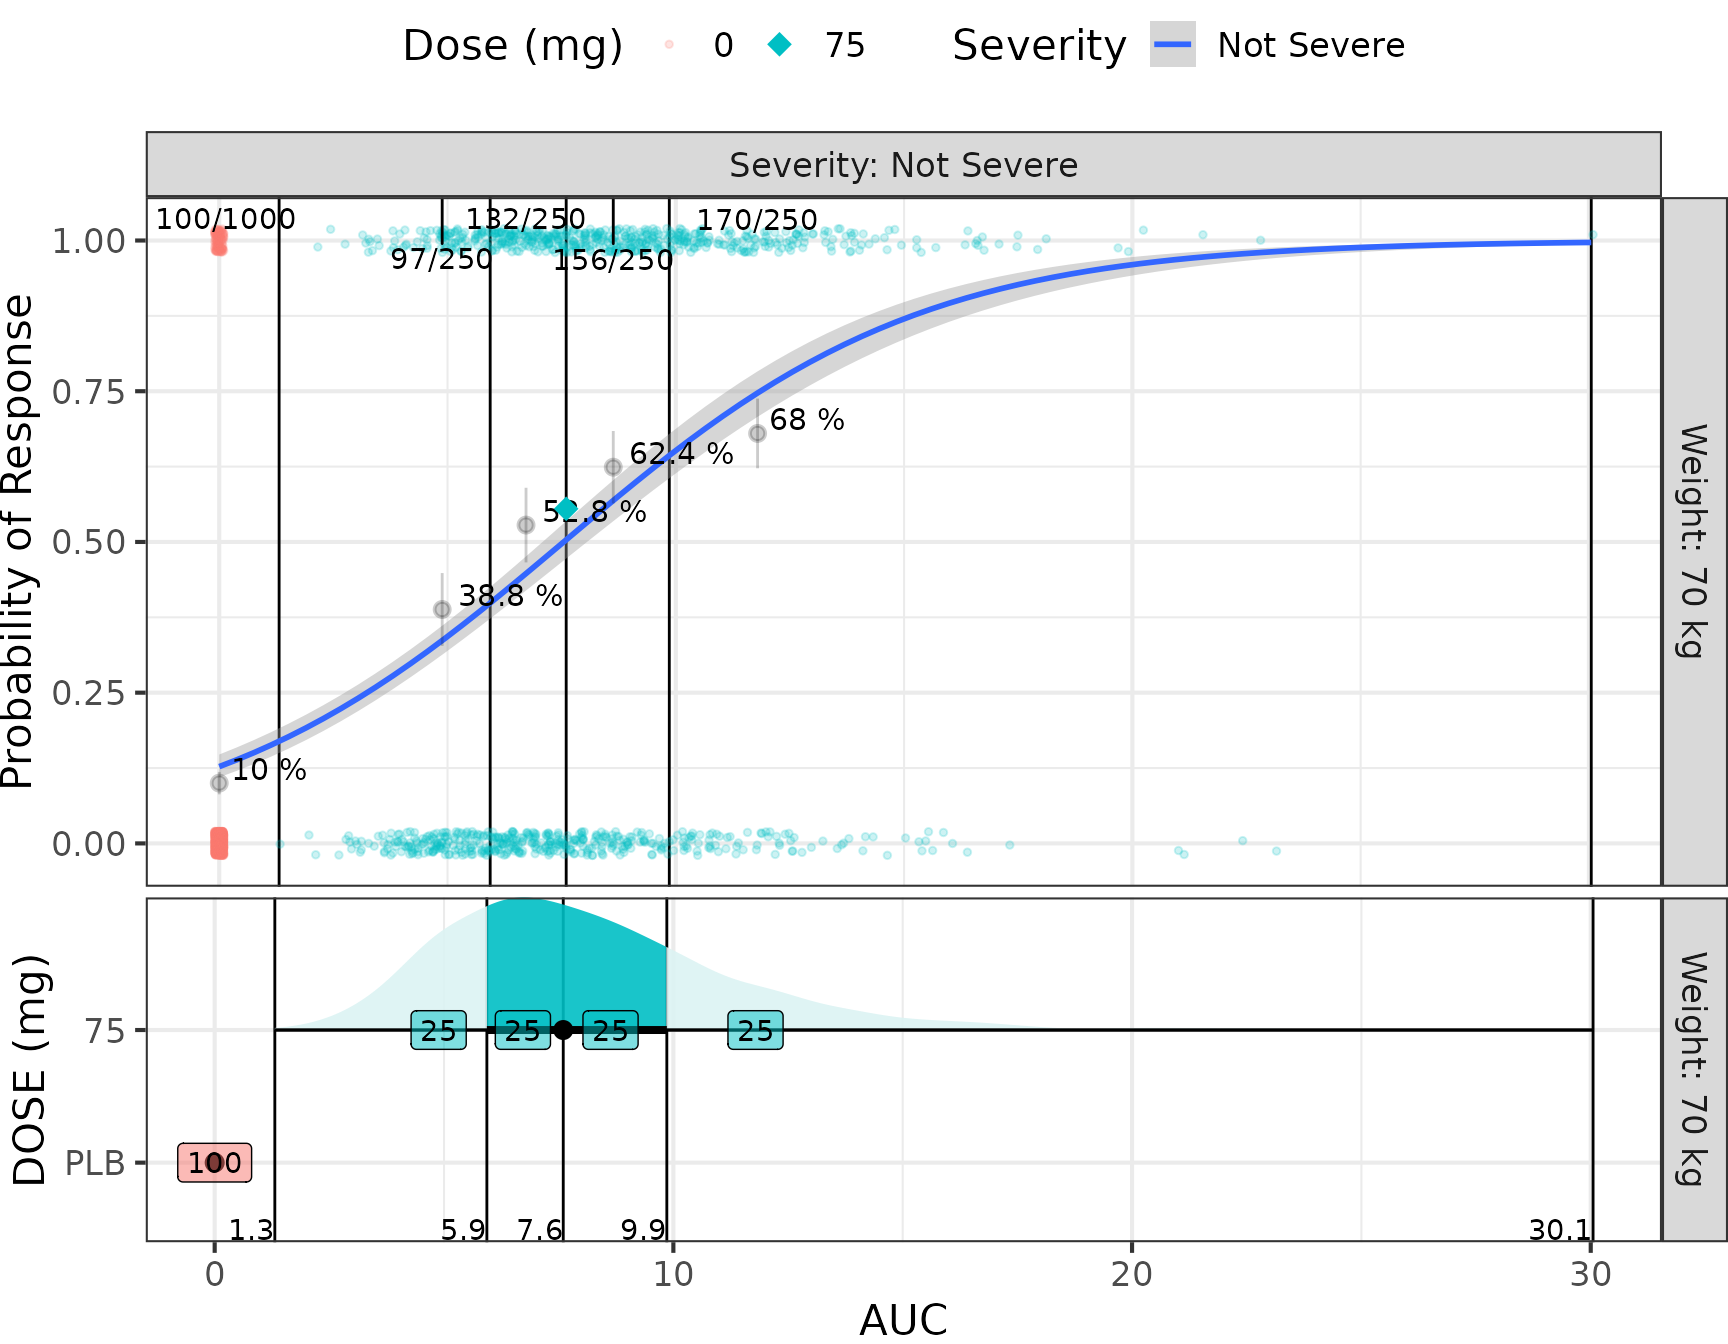 Dose (mg) 0 75 Severity Not Severe
Severity: Not Severe
100/1000 132/250 170/250
97/250 156/250
Probability of Response
1.00
0.75
0.50
0.25
0.00
68 %
62.4 %
52.8 %
38.8 %
10 %
Weight: 70 kg
DOSE (mg)
75
PLB
25 25 25 25
100
1.3 5.9 7.6 9.9 30.1
Weight: 70 kg
0 10 20 30
AUC